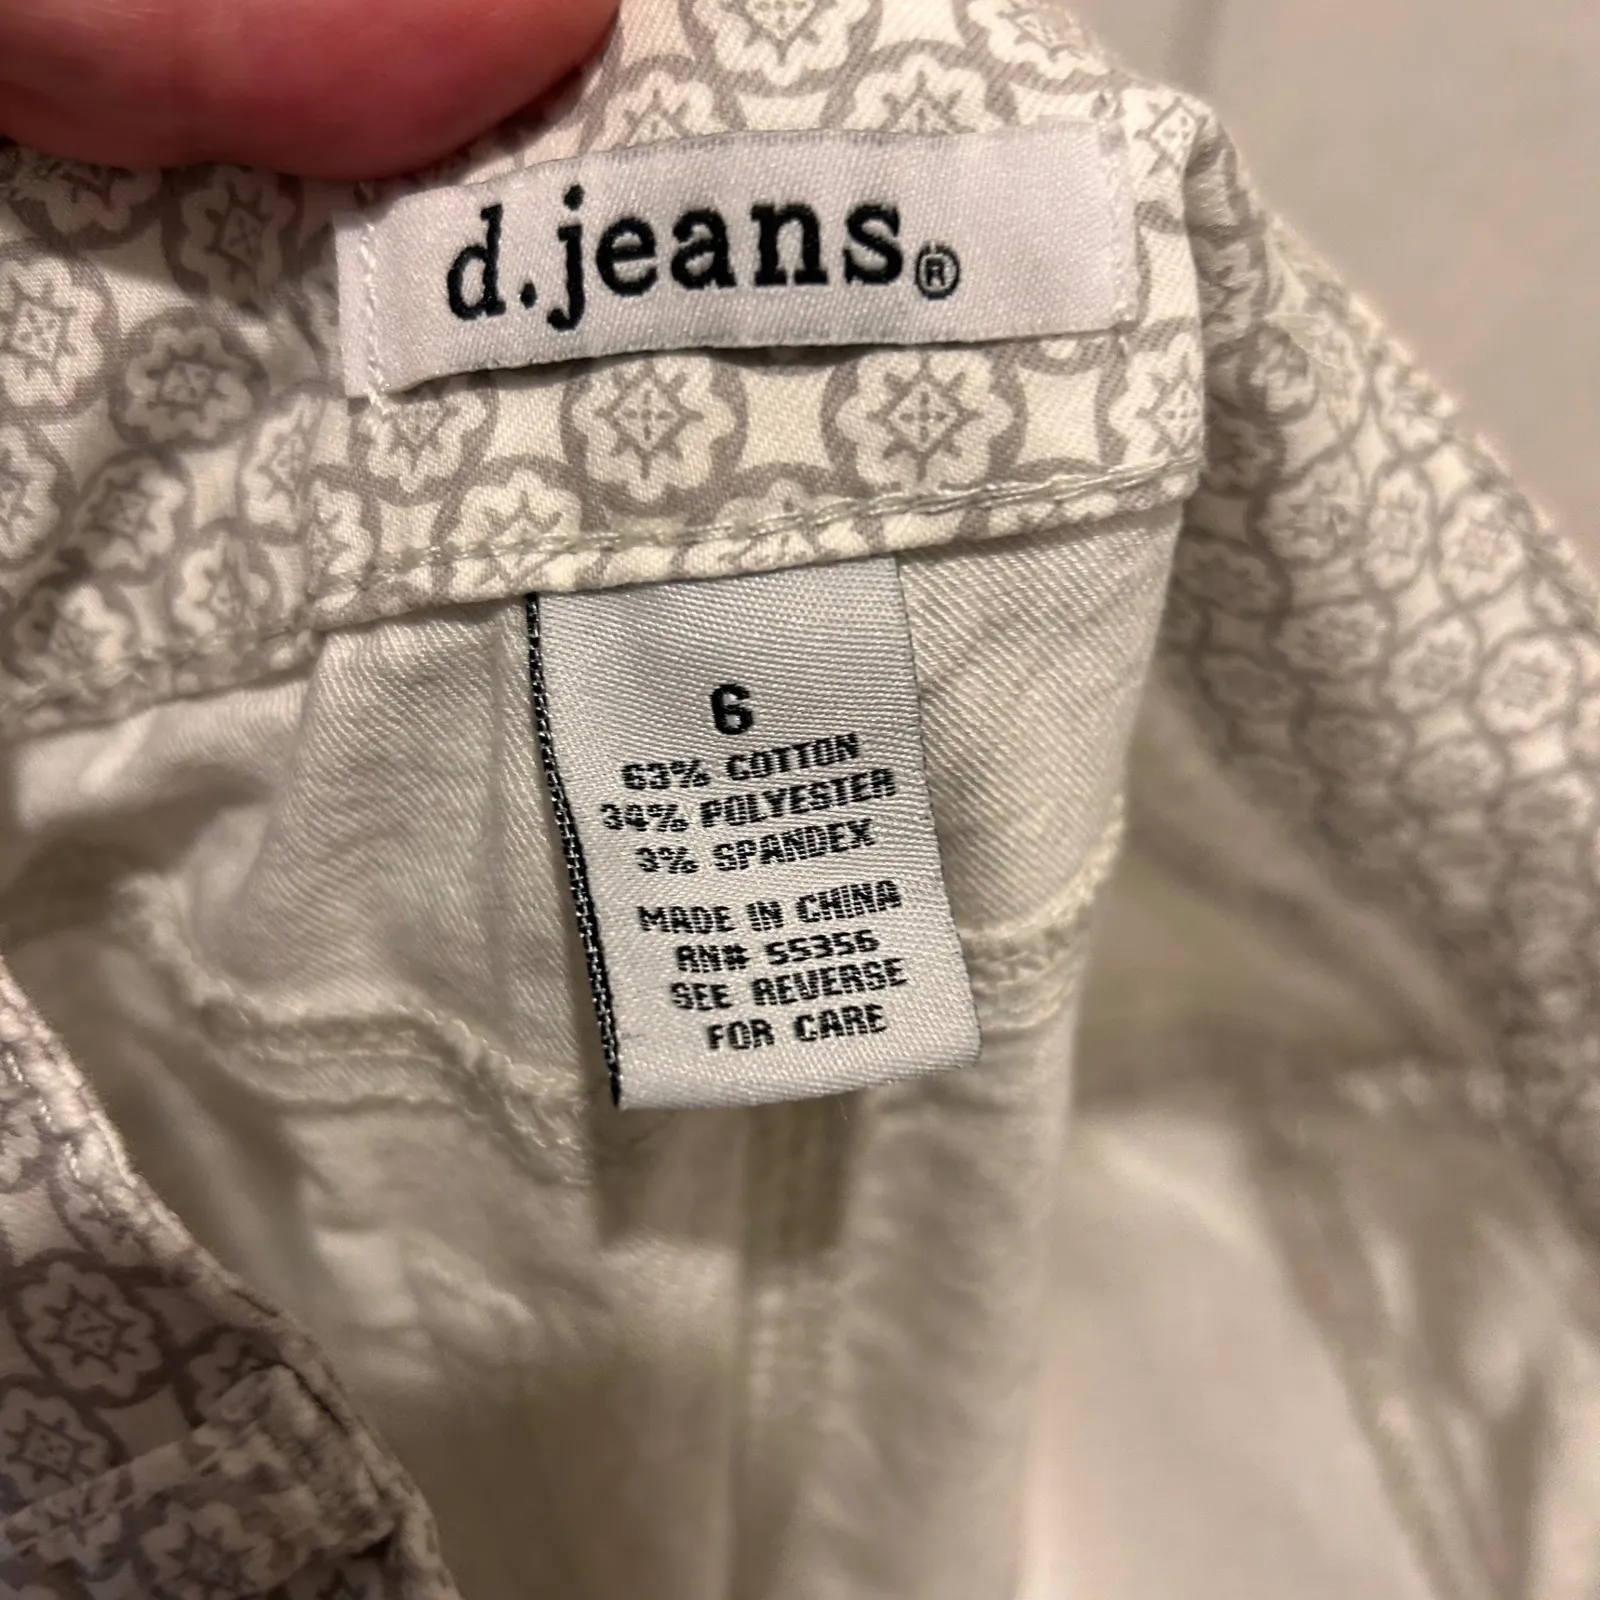 d.jeans®
6
63% COTTON
34% POLYESTER
3% SPANDEX
MADE IN CHINA
RN# 55356
SEE REVERSE
FOR CARE